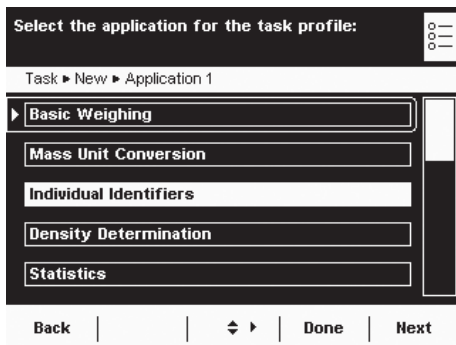 Select the application for the task profile:
Task ▸ New ▸ Application 1
Basic Weighing
Mass Unit Conversion
Individual Identifiers
Density Determination
Statistics
Back Done Next